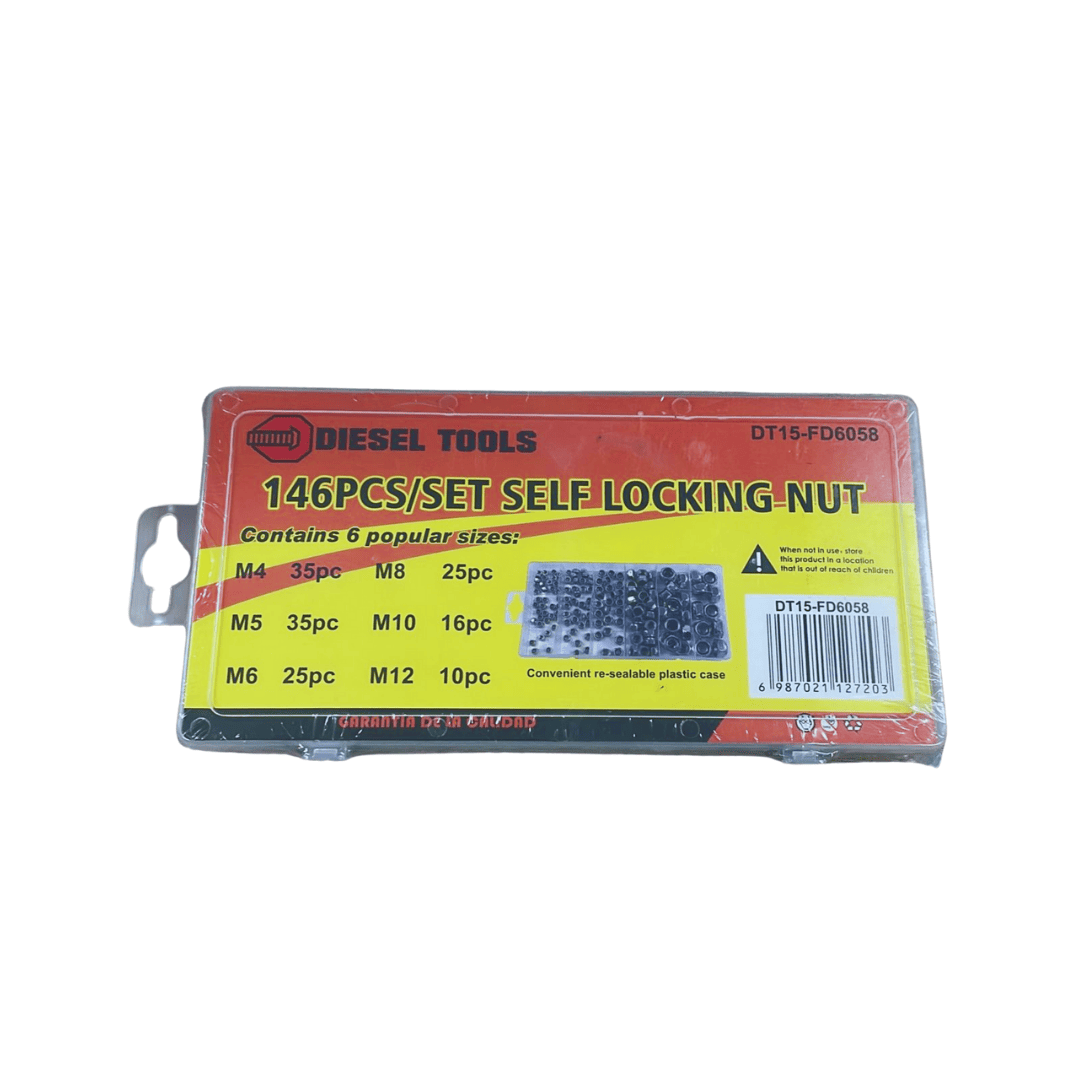 DIESEL TOOLS
DT15-FD6058
146PCS/SET SELF LOCKING NUT
Contains 6 popular sizes:
M4 35pc M8 25pc
M5 35pc M10 16pc
M6 25pc M12 10pc
When not in use, store
this product in a location
that is out of reach of children
DT15-FD6058
6 987021 127203
Convenient re-sealable plastic case
GARANTIA DE LA CALIDAD